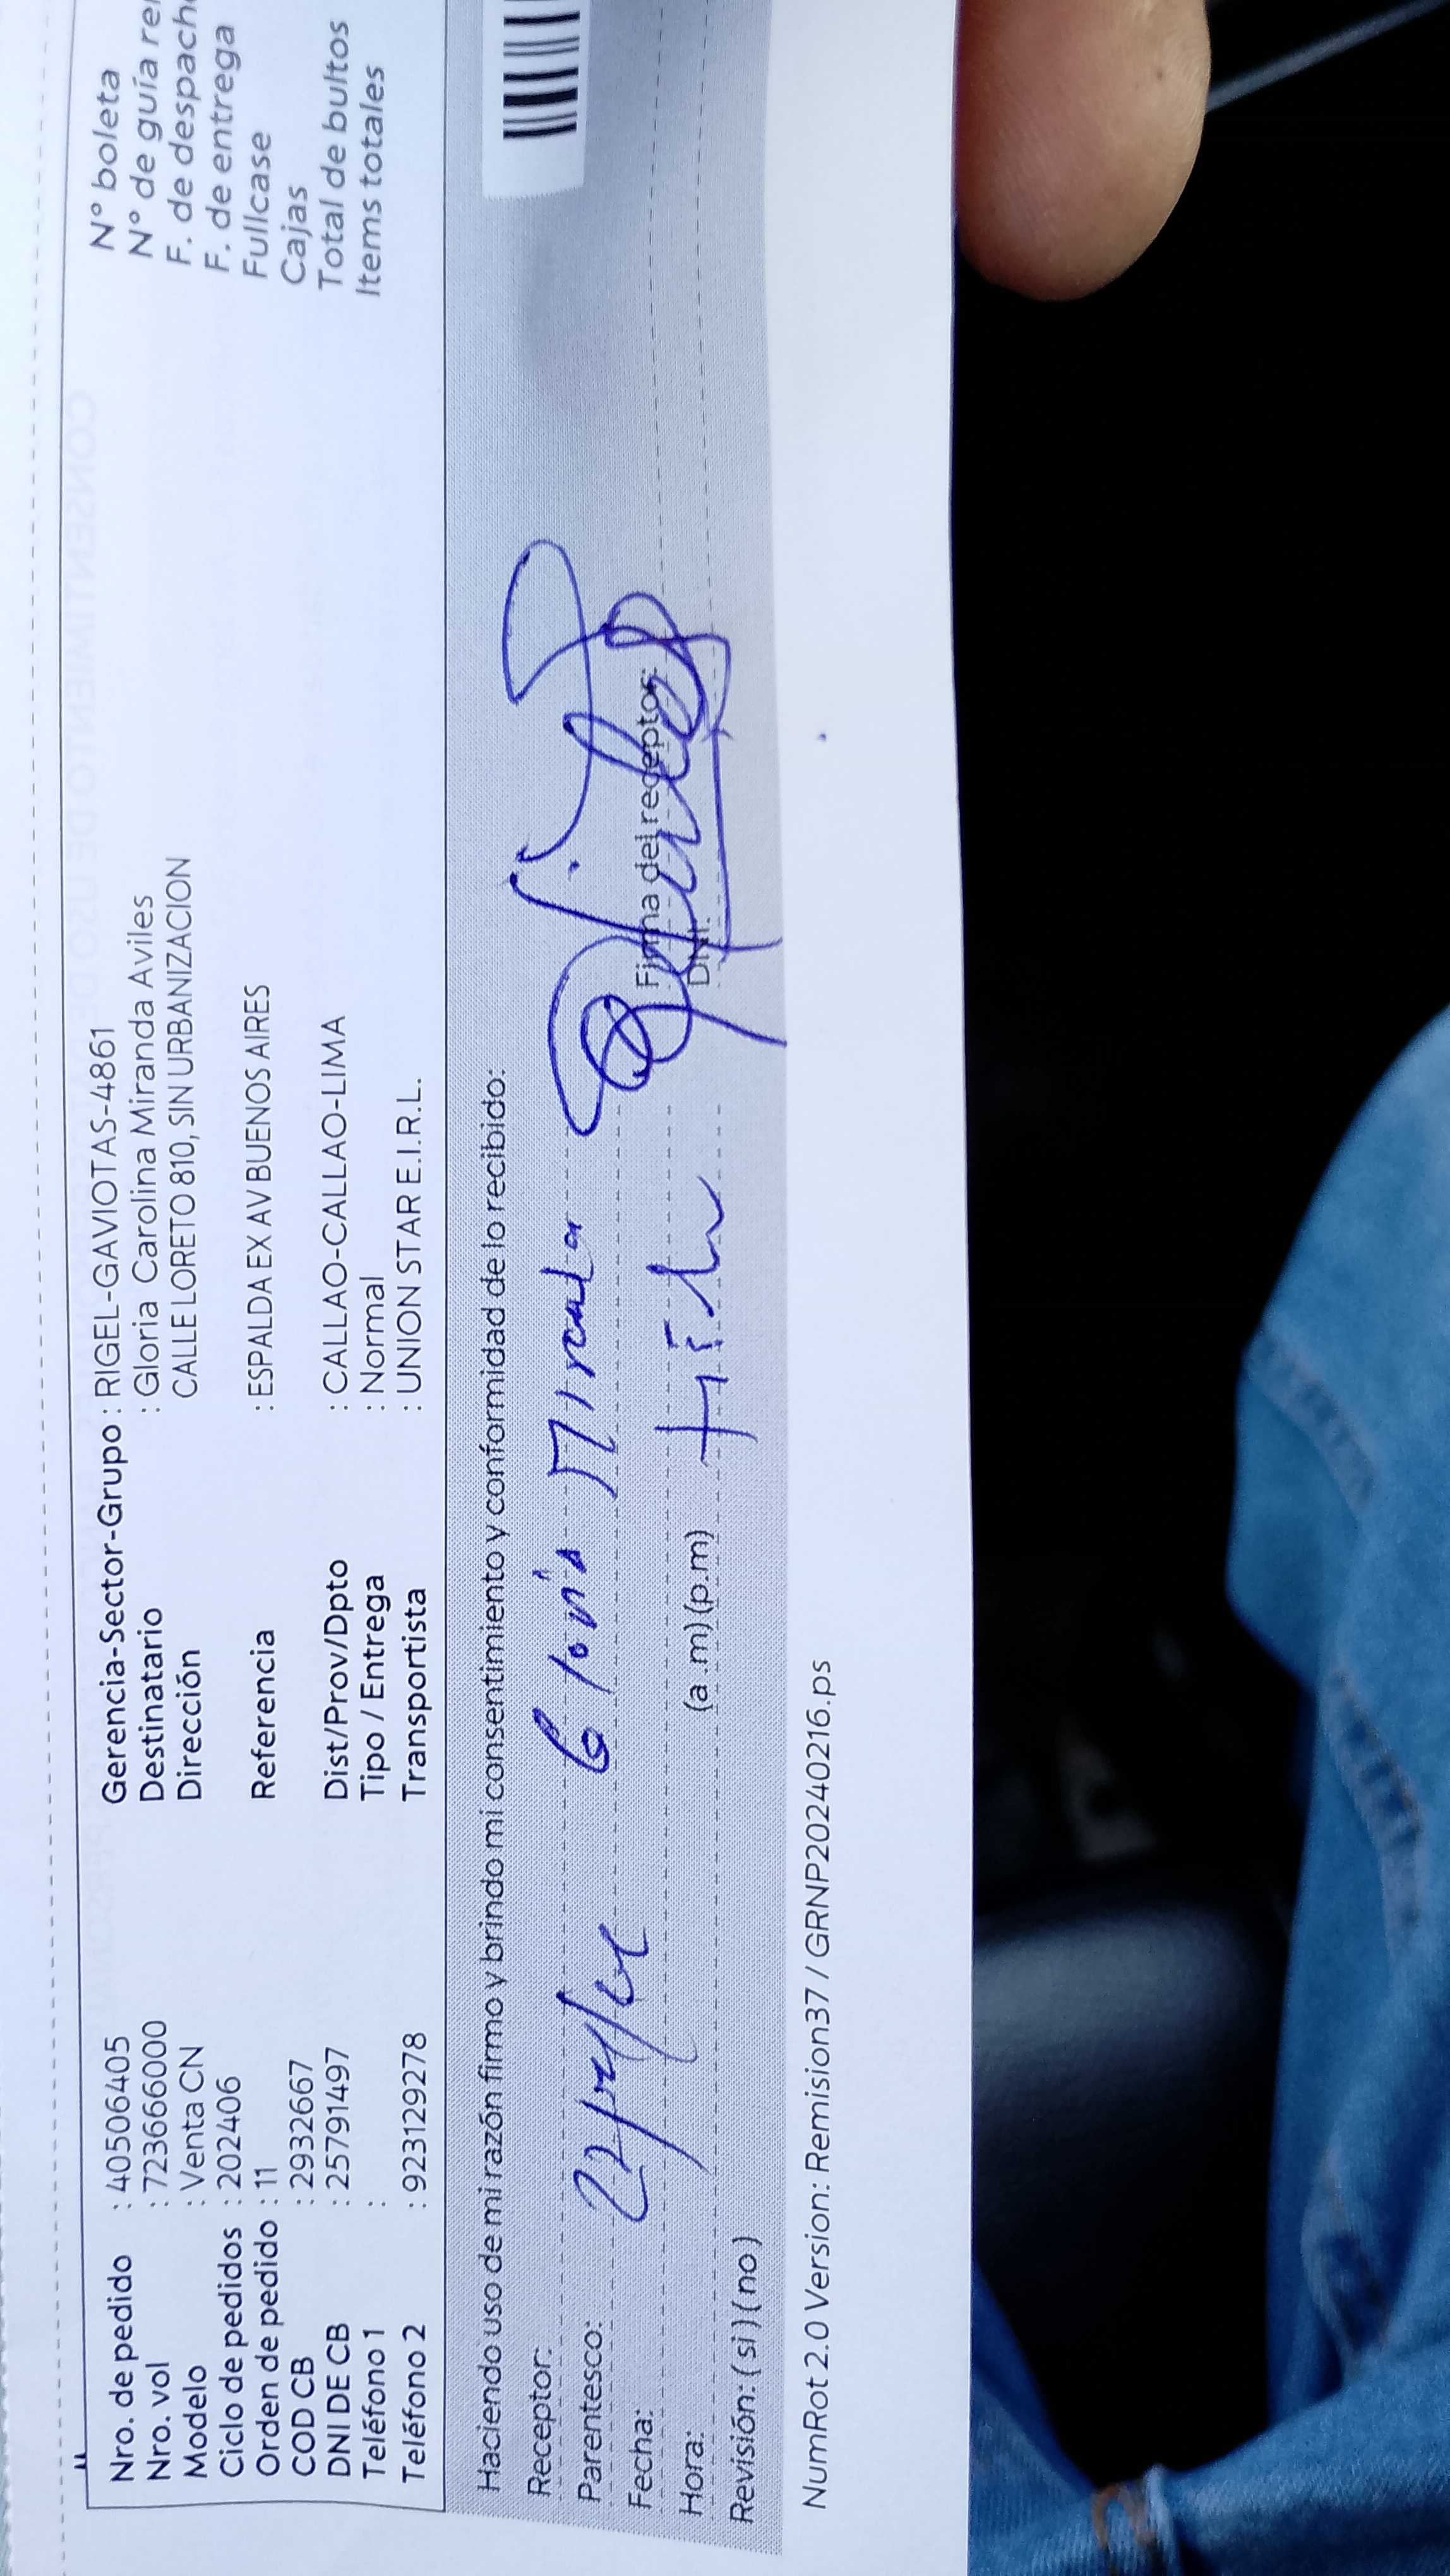 Nro. de pedido : 40506405 Gerencia-Sector-Grupo : RIGEL-GAVIOTAS-4861 N° boleta
Nro. vol : 723666000 Destinatario : Gloria Carolina Miranda Aviles N° de guía
Modelo : Venta CN Dirección CALLE LORETO 810, SIN URBANIZACION F. de despach
Ciclo de pedidos : 202406 F. de entrega
Orden de pedido : 11 Referencia : ESPALDA EX AV BUENOS AIRES Fullcase
COD CB : 2932667 Cajas
DNI DE CB : 25791497 Dist/Prov/Dpto : CALLAO-CALLAO-LIMA Total de bultos
Teléfono 1 : Tipo / Entrega : Normal Items totales
Teléfono 2 : 923129278 Transportista : UNION STAR E.I.R.L.
Haciendo uso de mi razón firmo y brindo mi consentimiento y conformidad de lo recibido:
Receptor: Miranda
Parentesco:
Fecha: Firma del receptor:
Hora: (a.m) (p.m) DNI:
Revisión: ( si ) ( no )
NumRot 2.0 Version: Remision37 / GRNP20240216.ps